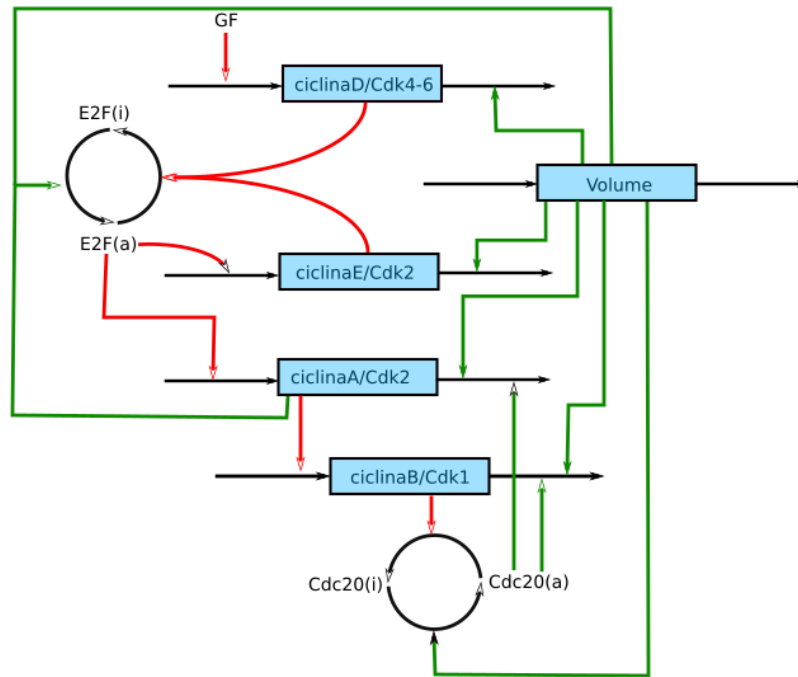 GF
ciclinaD/Cdk4-6
E2F(i)
Volume
E2F(a)
ciclinaE/Cdk2
ciclinaA/Cdk2
ciclinaB/Cdk1
Cdc20(i)
Cdc20(a)